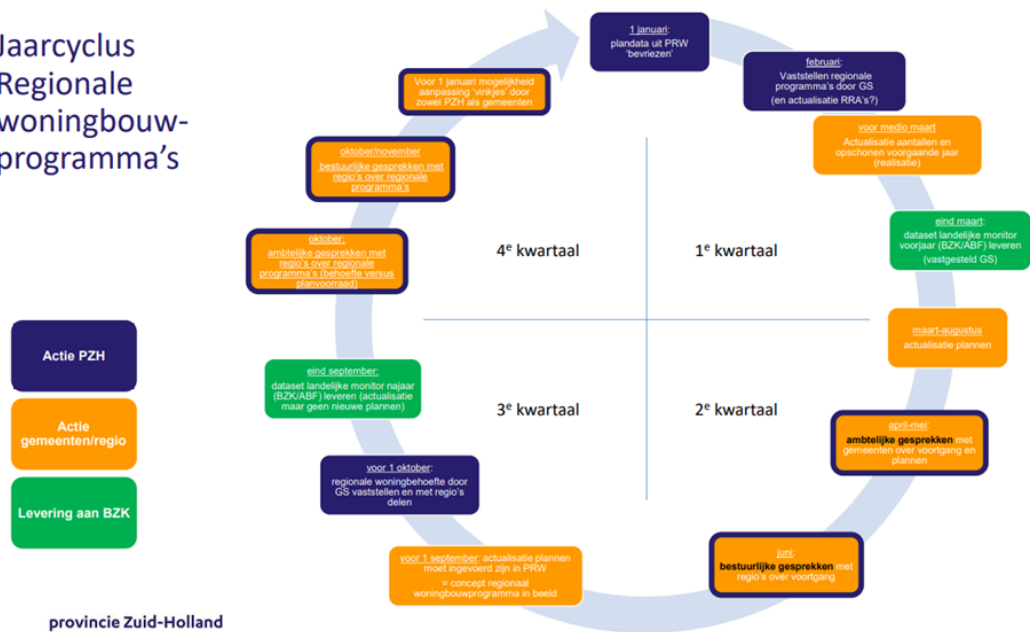 Jaarcyclus
Regionale
woningbouw-
programma's
1 januari:
plandata uit PRW
'bevriezen'
februari:
Vaststellen regionale
programma's door GS
(en actualisatie RRA's?)
voor medio maart
Actualisatie aantallen en
opschonen voorgaande jaar
(realisatie)
eind maart:
dataset landelijke monitor
voorjaar (BZK/ABF) leveren
(vastgesteld GS)
maart-augustus
actualisatie plannen
april-mei:
ambtelijke gesprekken met
gemeenten over voortgang en
plannen
juni:
bestuurlijke gesprekken met
regio's over voortgang
voor 1 september: actualisatie plannen
moet ingevoerd zijn in PRW
= concept regionaal
woningbouwprogramma in beeld
voor 1 oktober:
regionale woningbehoefte door
GS vaststellen en met regio's
delen
eind september:
dataset landelijke monitor najaar
(BZK/ABF) leveren (actualisatie
maar geen nieuwe plannen)
oktober:
ambtelijke gesprekken met
regio's over regionale
programma's (behoefte versus
planvoorraad)
oktober/november
bestuurlijke gesprekken met
regio's over regionale
programma's
Voor 1 januari mogelijkheid
aanpassing 'vinkjes' door
zowel PZH als gemeenten
4e kwartaal
1e kwartaal
3e kwartaal
2e kwartaal
Actie PZH
Actie
gemeenten/regio
Levering aan BZK
provincie Zuid-Holland